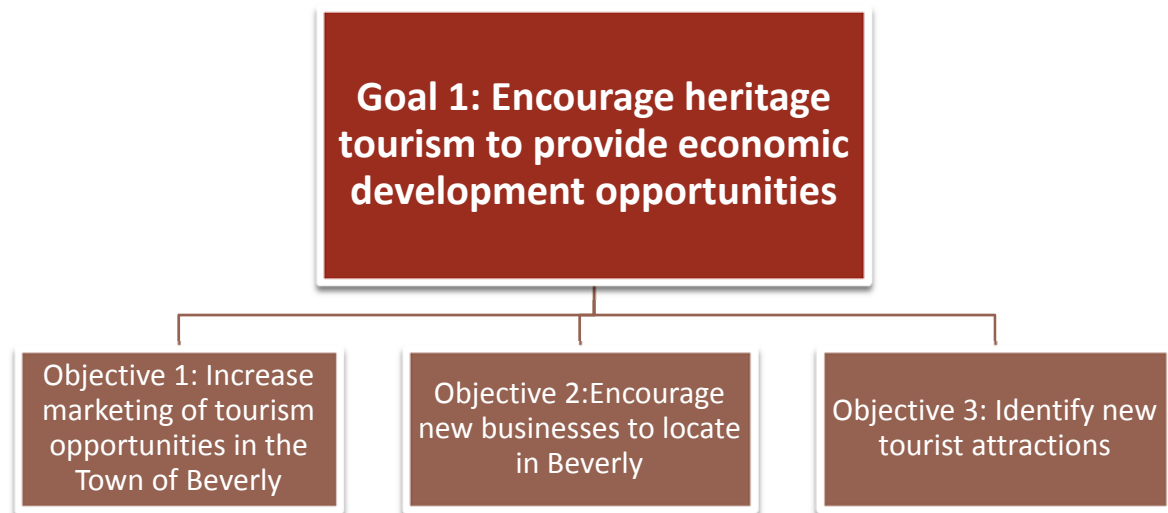 Goal 1: Encourage heritage
tourism to provide economic
development opportunities
Objective 1: Increase
marketing of tourism
opportunities in the
Town of Beverly
Objective 2:Encourage
new businesses to locate
in Beverly
Objective 3: Identify new
tourist attractions